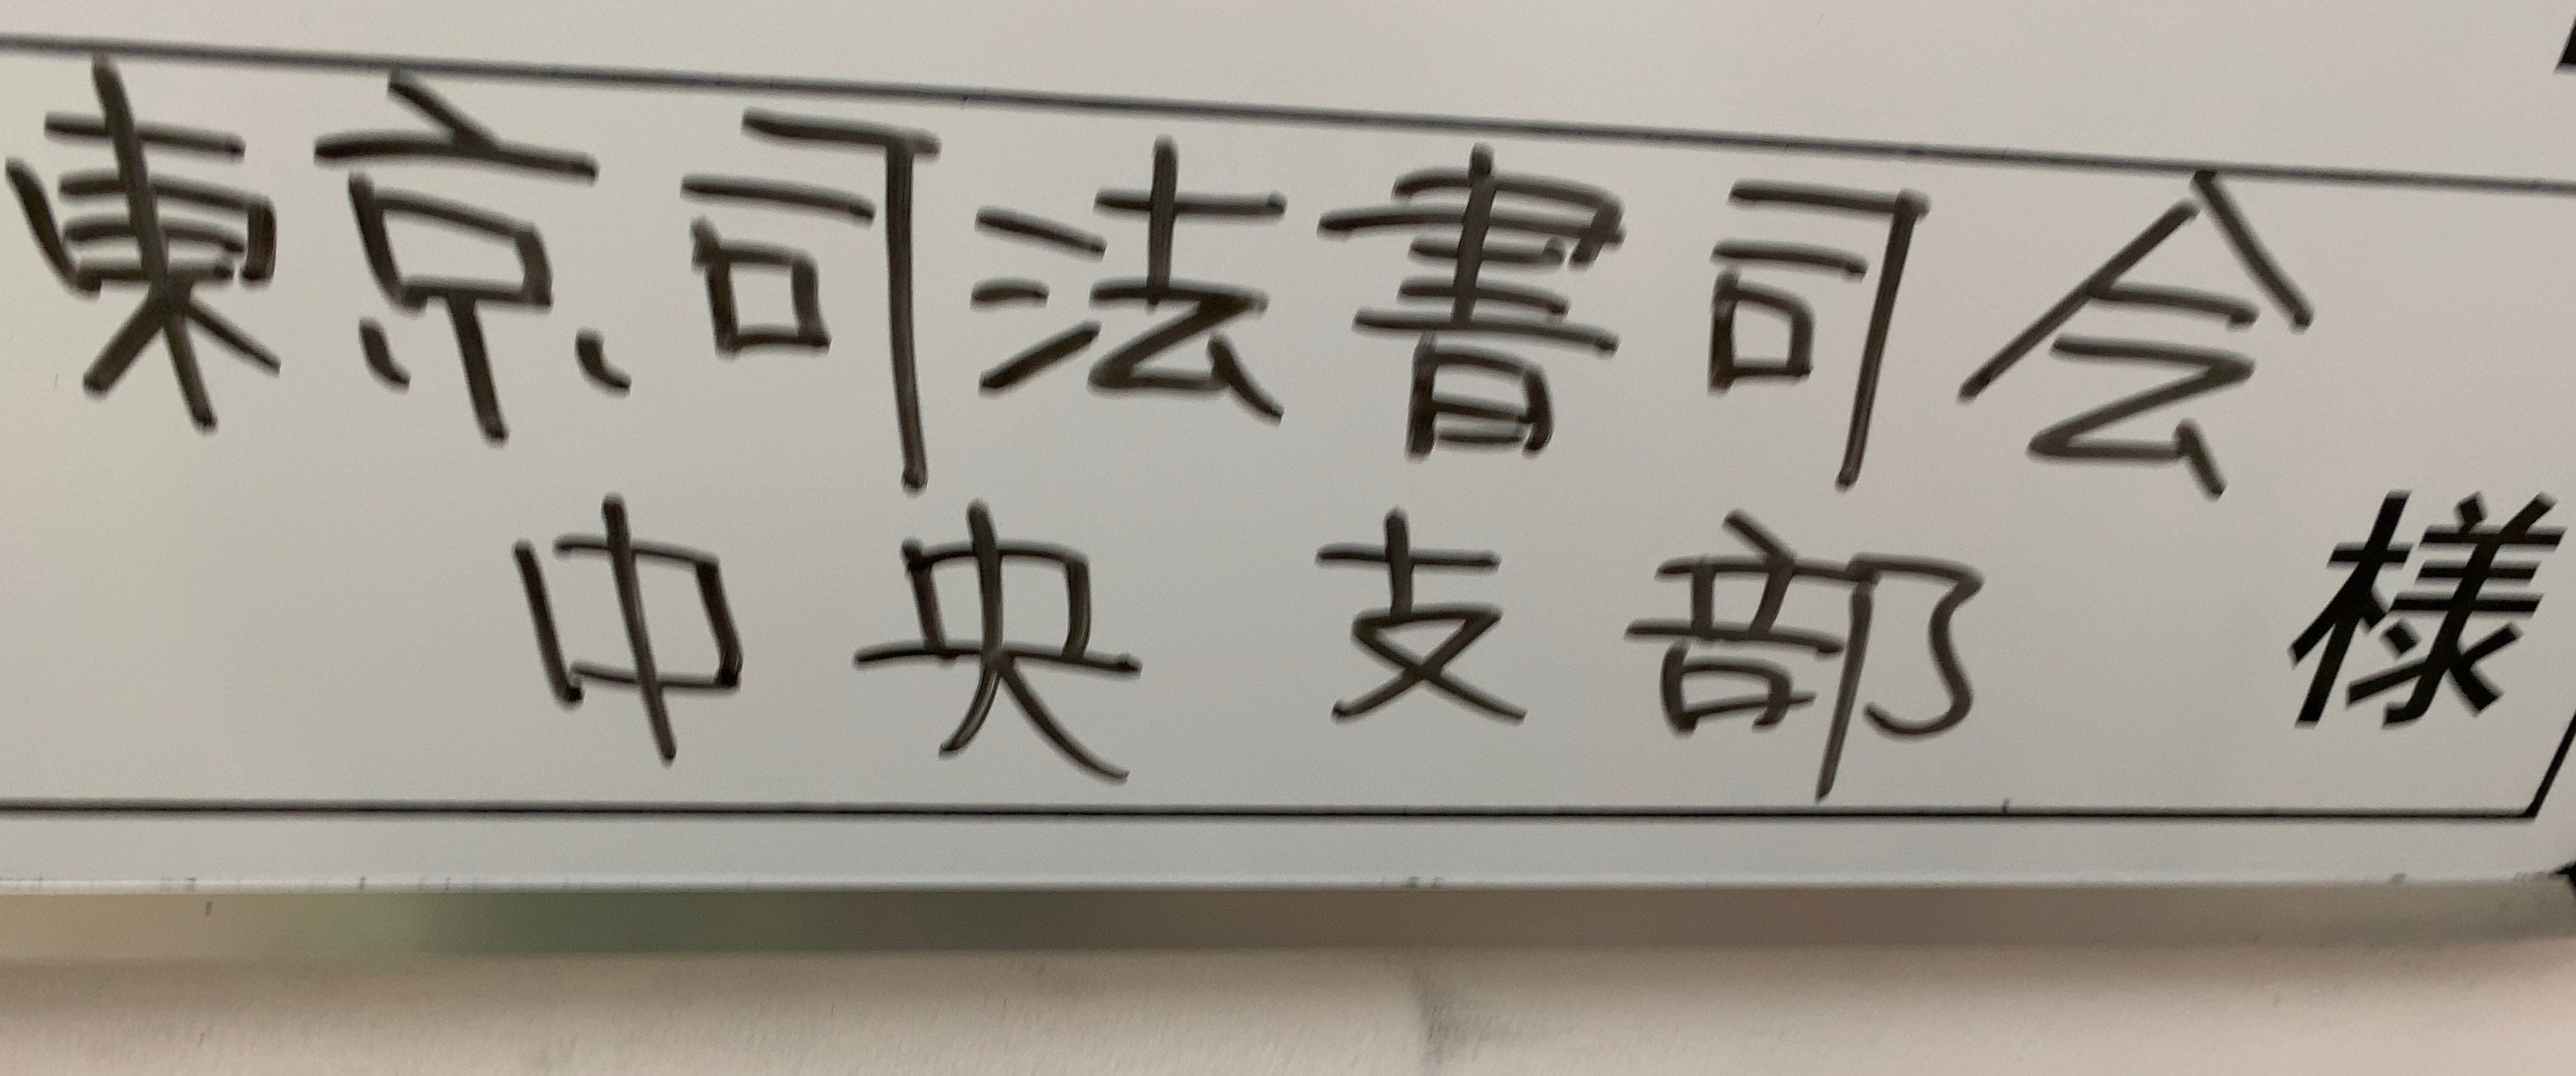 東京司法書司会
中央 支部 様